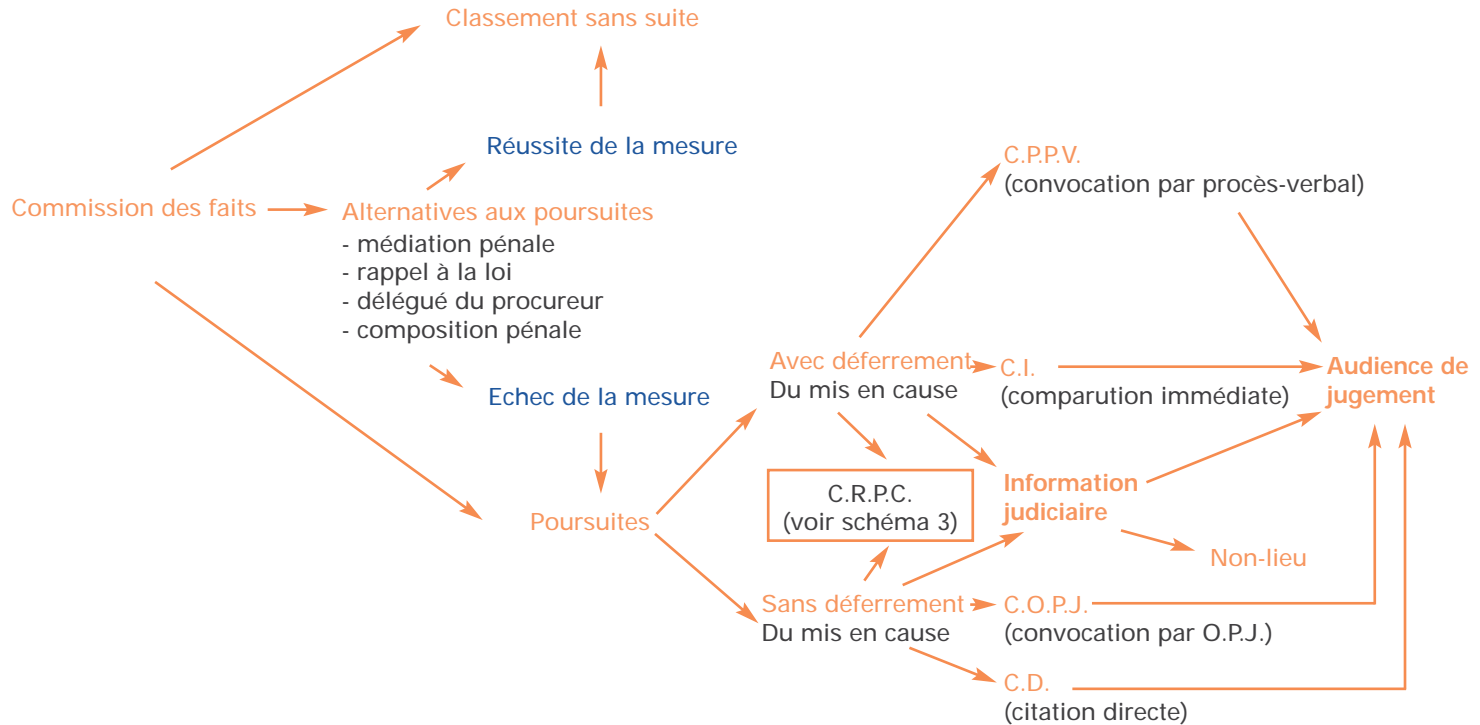 Classement sans suite
Réussite de la mesure
Commission des faits
Alternatives aux poursuites
- médiation pénale
- rappel à la loi
- délégué du procureur
- composition pénale
Echec de la mesure
Poursuites
C.P.P.V.
(convocation par procès-verbal)
Avec déferrement
Du mis en cause
C.I.
(comparution immédiate)
Audience de
jugement
C.R.P.C.
(voir schéma 3)
Information
judiciaire
Non-lieu
Sans déferrement
Du mis en cause
C.O.P.J.
(convocation par O.P.J.)
C.D.
(citation directe)